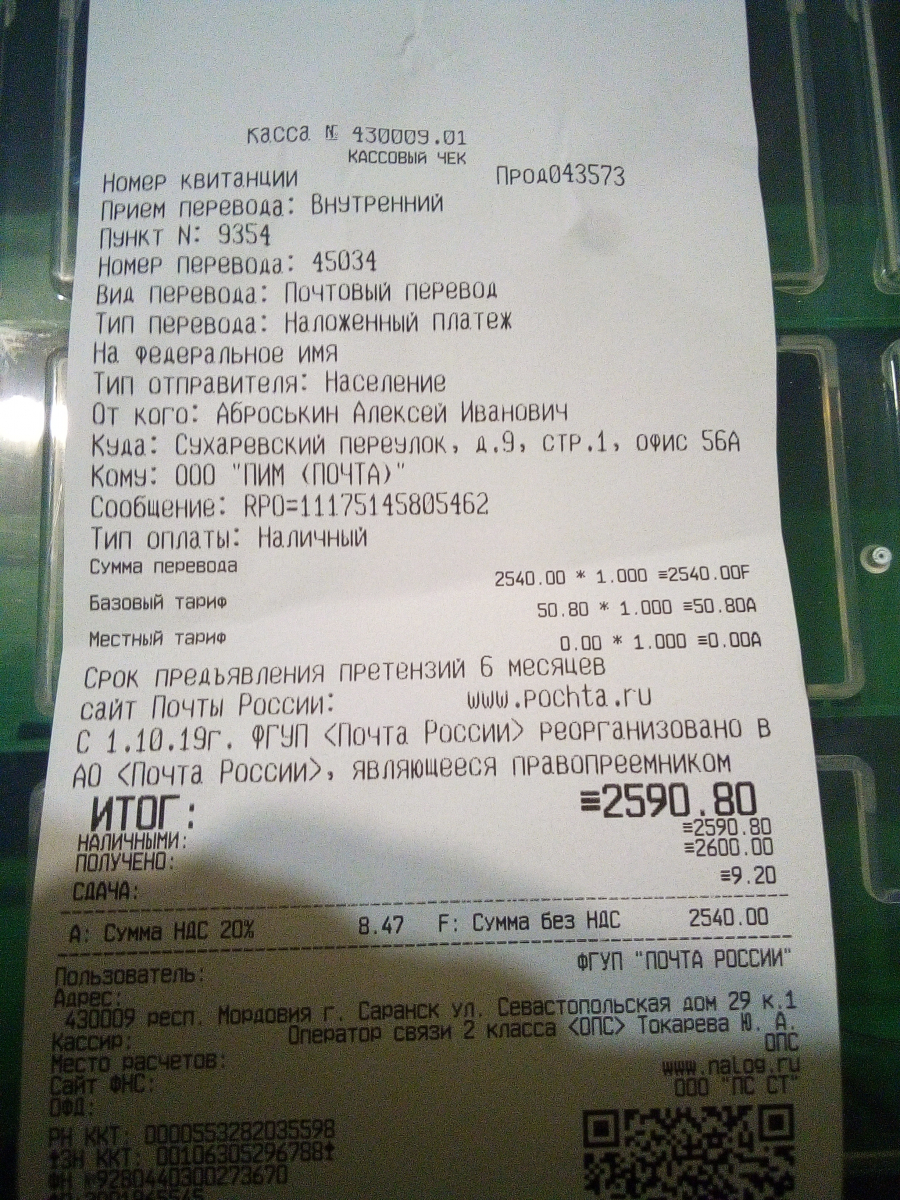 касса № 430009.01
КАССОВЫЙ ЧЕК
Номер квитанции Прод043573
Прием перевода: Внутренний
Пункт N: 9354
Номер перевода: 45034
Вид перевода: Почтовый перевод
Тип перевода: Наложенный платеж
На федеральное имя
Тип отправителя: Население
От кого: Аброськин Алексей Иванович
Куда: Сухаревский переулок, д.9, стр.1, офис 56А
Кому: ООО "ПИМ (ПОЧТА)"
Сообщение: RPO=11175145805462
Тип оплаты: Наличный
Сумма перевода 2540.00 * 1.000 ≡2540.00F
Базовый тариф 50.80 * 1.000 ≡50.80А
Местный тариф 0.00 * 1.000 ≡0.00А
Срок предъявления претензий 6 месяцев
сайт Почты России: www.pochta.ru
С 1.10.19г. ФГУП <Почта России> реорганизовано в
АО <Почта России>, являющееся правопреемником
ИТОГ: ≡2590.80
НАЛИЧНЫМИ: ≡2590.80
ПОЛУЧЕНО: ≡2600.00
СДАЧА: ≡9.20
А: Сумма НДС 20% 8.47 F: Сумма без НДС 2540.00
Пользователь: ФГУП "ПОЧТА РОССИИ"
Адрес:
430009 респ. Мордовия г. Саранск ул. Севастопольская дом 29 к.1
Кассир: Оператор связи 2 класса <ОПС> Токарева Ю. А.
Место расчетов: ОПС
Сайт ФНС: www.nalog.ru
ОФД: ООО "ПС СТ"
РН ККТ: 0000553282035598
ЗН ККТ: 00106305296788
ФН №9280440300273670